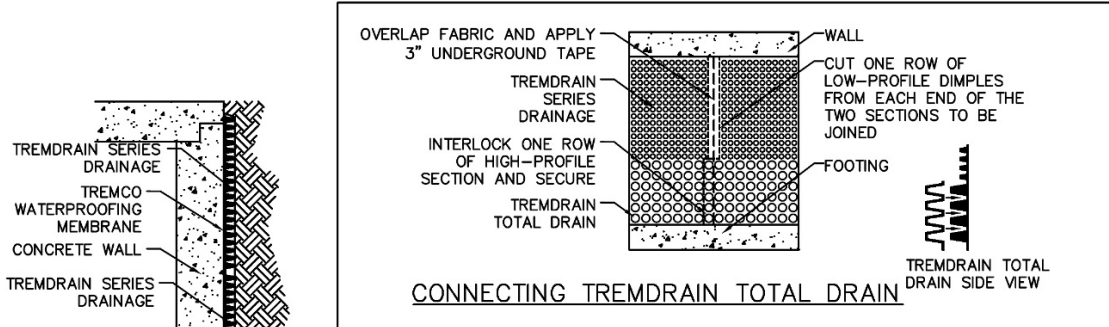 TREMDRAIN SERIES
DRAINAGE
TREMCO
WATERPROOFING
MEMBRANE
CONCRETE WALL
TREMDRAIN SERIES
DRAINAGE
OVERLAP FABRIC AND APPLY
3" UNDERGROUND TAPE
TREMDRAIN
SERIES
DRAINAGE
INTERLOCK ONE ROW
OF HIGH-PROFILE
SECTION AND SECURE
TREMDRAIN
TOTAL DRAIN
WALL
CUT ONE ROW OF
LOW-PROFILE DIMPLES
FROM EACH END OF THE
TWO SECTIONS TO BE
JOINED
FOOTING
TREMDRAIN TOTAL
DRAIN SIDE VIEW
CONNECTING TREMDRAIN TOTAL DRAIN